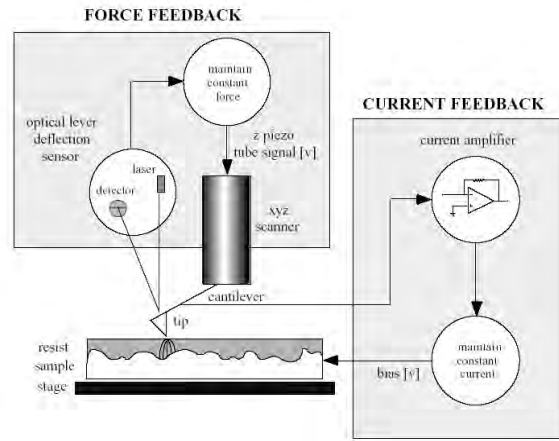 FORCE FEEDBACK
maintain
constant
force
optical lever
deflection
sensor
z piezo
tube signal [v]
laser
detector
xyz
scanner
cantilever
tip
resist
sample
stage
CURRENT FEEDBACK
current amplifier
maintain
constant
current
bias [v]